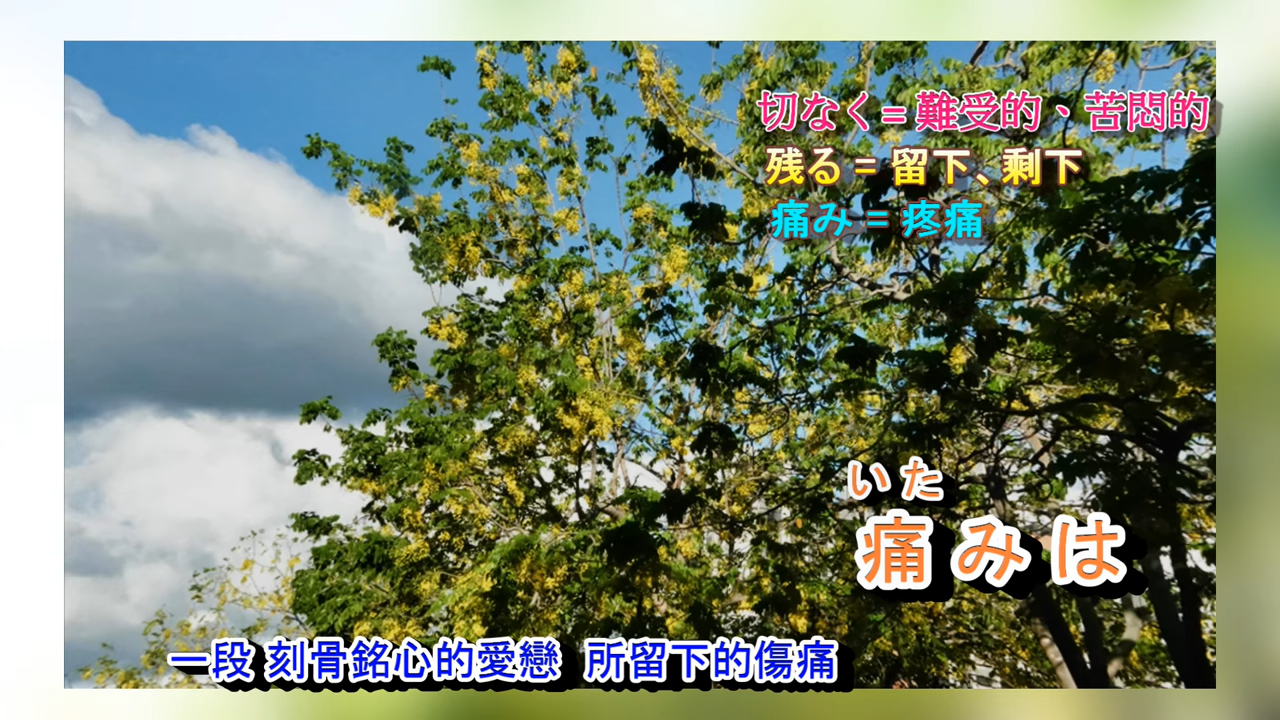 切なく=難受的、苦悶的
残る = 留下、剩下
痛み = 疼痛
いた
痛みは
一段 刻骨銘心的愛戀 所留下的傷痛